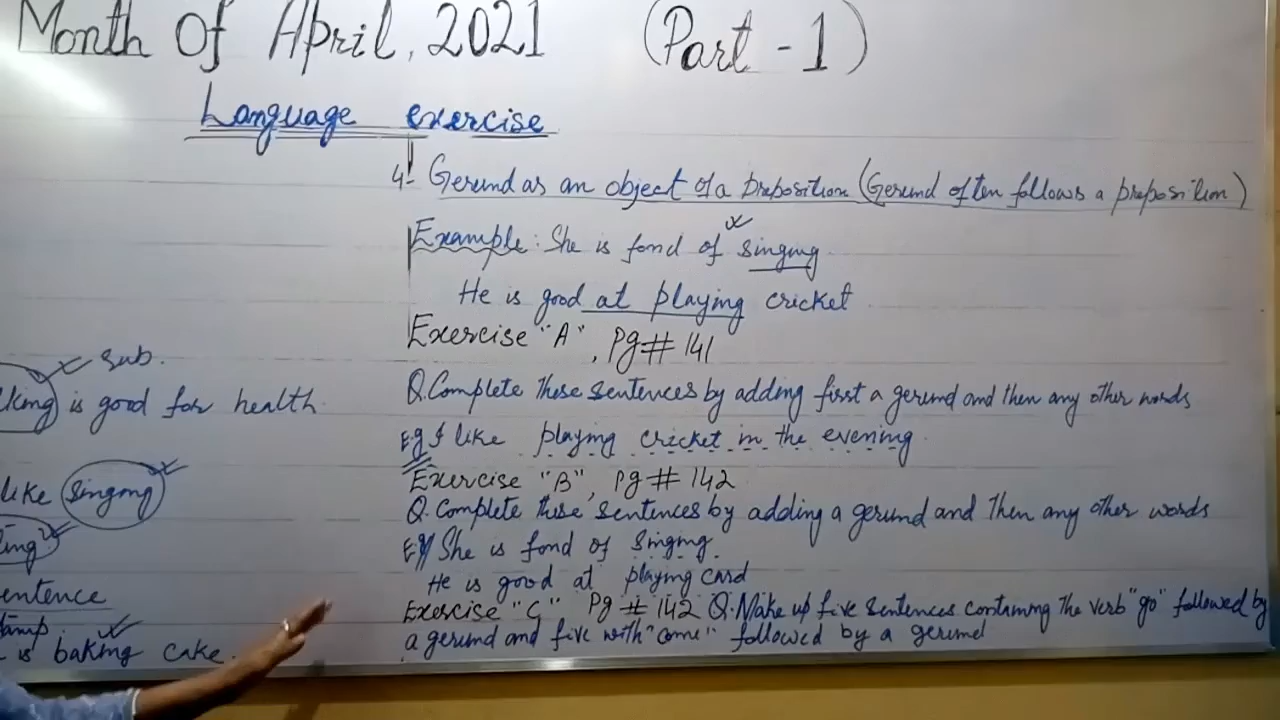 Month Of April, 2021 (Part - 1)
Language exercise
4- Gerund as an object of a preposition (Gerund often follows a preposition)
Example: She is fond of singing
He is good at playing cricket
Exercise "A", Pg # 141
Q. Complete these sentences by adding first a gerund and then any other words
Eg I like playing cricket in the evening.
Exercise "B", Pg # 142
Q. Complete these sentences by adding a gerund and then any other words
Eg She is fond of singing.
He is good at playing card
Exercise "C" Pg # 142 Q. Make up five sentences containing the verb "go" followed by
a gerund and five with "come" followed by a gerund
sub.
king is good for health.
like singing
ing
entence
tamp.
is baking cake.